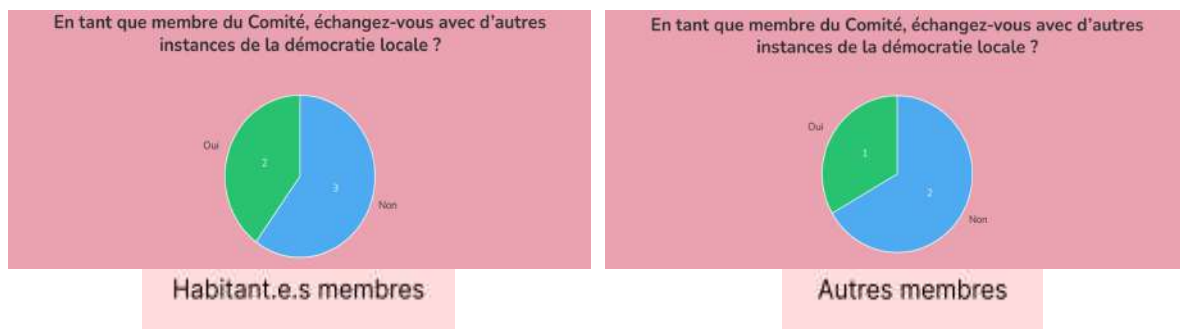 En tant que membre du Comité, échangez-vous avec d'autres
instances de la démocratie locale ?
Oui
2
3
Non
Habitant.e.s membres
En tant que membre du Comité, échangez-vous avec d'autres
instances de la démocratie locale ?
Oui
1
2
Non
Autres membres